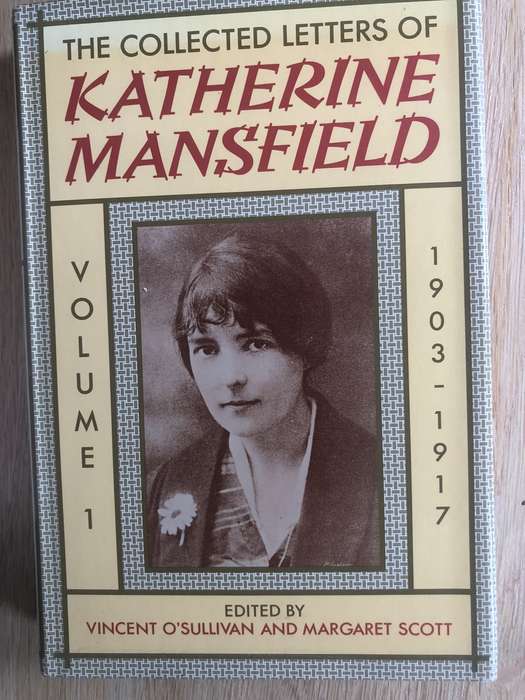 THE COLLECTED LETTERS OF
KATHERINE
MANSFIELD
VOLUME 1
1903-1917
EDITED BY
VINCENT O'SULLIVAN AND MARGARET SCOTT